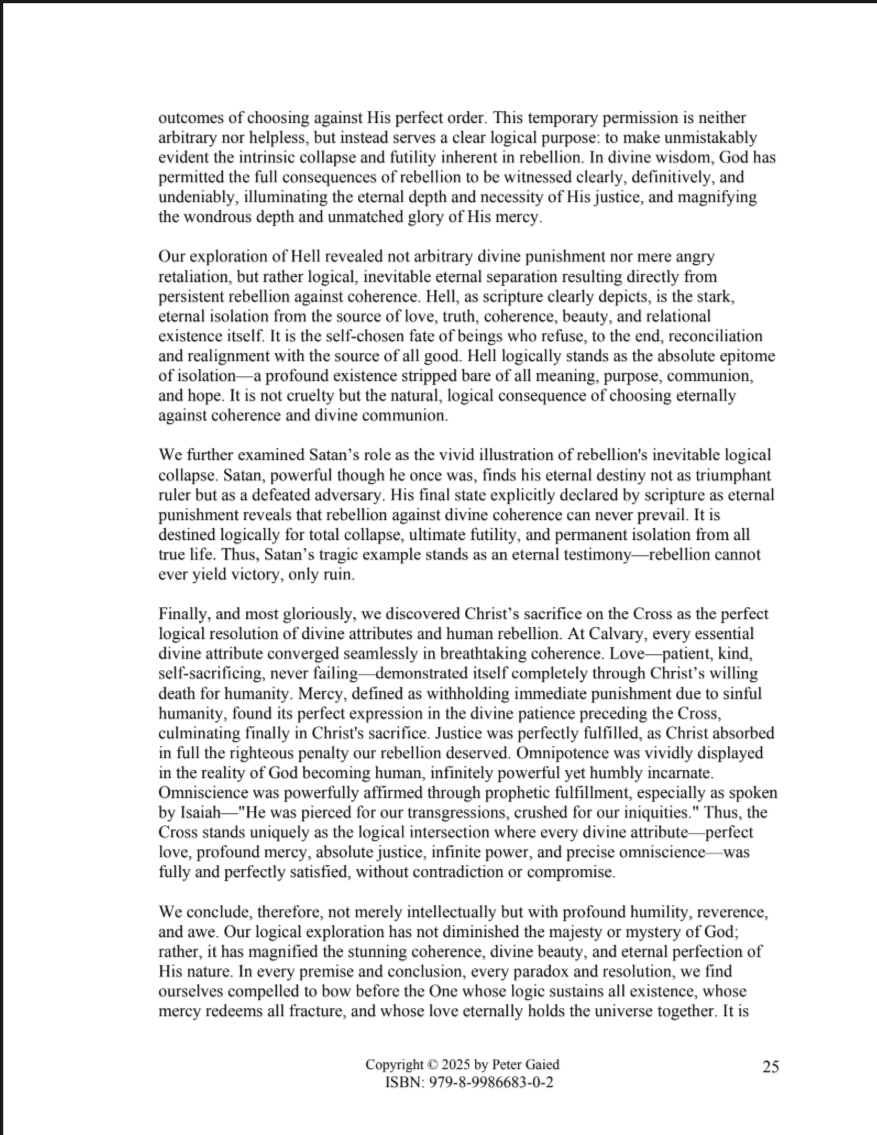 outcomes of choosing against His perfect order. This temporary permission is neither
arbitrary nor helpless, but instead serves a clear logical purpose: to make unmistakably
evident the intrinsic collapse and futility inherent in rebellion. In divine wisdom, God has
permitted the full consequences of rebellion to be witnessed clearly, definitively, and
undeniably, illuminating the eternal depth and necessity of His justice, and magnifying
the wondrous depth and unmatched glory of His mercy.
Our exploration of Hell revealed not arbitrary divine punishment nor mere angry
retaliation, but rather logical, inevitable eternal separation resulting directly from
persistent rebellion against coherence. Hell, as scripture clearly depicts, is the stark,
eternal isolation from the source of love, truth, coherence, beauty, and relational
existence itself. It is the self-chosen fate of beings who refuse, to the end, reconciliation
and realignment with the source of all good. Hell logically stands as the absolute epitome
of isolation—a profound existence stripped bare of all meaning, purpose, communion,
and hope. It is not cruelty but the natural, logical consequence of choosing eternally
against coherence and divine communion.
We further examined Satan’s role as the vivid illustration of rebellion's inevitable logical
collapse. Satan, powerful though he once was, finds his eternal destiny not as triumphant
ruler but as a defeated adversary. His final state explicitly declared by scripture as eternal
punishment reveals that rebellion against divine coherence can never prevail. It is
destined logically for total collapse, ultimate futility, and permanent isolation from all
true life. Thus, Satan’s tragic example stands as an eternal testimony—rebellion cannot
ever yield victory, only ruin.
Finally, and most gloriously, we discovered Christ’s sacrifice on the Cross as the perfect
logical resolution of divine attributes and human rebellion. At Calvary, every essential
divine attribute converged seamlessly in breathtaking coherence. Love—patient, kind,
self-sacrificing, never failing—demonstrated itself completely through Christ’s willing
death for humanity. Mercy, defined as withholding immediate punishment due to sinful
humanity, found its perfect expression in the divine patience preceding the Cross,
culminating finally in Christ's sacrifice. Justice was perfectly fulfilled, as Christ absorbed
in full the righteous penalty our rebellion deserved. Omnipotence was vividly displayed
in the reality of God becoming human, infinitely powerful yet humbly incarnate.
Omniscience was powerfully affirmed through prophetic fulfillment, especially as spoken
by Isaiah—"He was pierced for our transgressions, crushed for our iniquities." Thus, the
Cross stands uniquely as the logical intersection where every divine attribute—perfect
love, profound mercy, absolute justice, infinite power, and precise omniscience—was
fully and perfectly satisfied, without contradiction or compromise.
We conclude, therefore, not merely intellectually but with profound humility, reverence,
and awe. Our logical exploration has not diminished the majesty or mystery of God;
rather, it has magnified the stunning coherence, divine beauty, and eternal perfection of
His nature. In every premise and conclusion, every paradox and resolution, we find
ourselves compelled to bow before the One whose logic sustains all existence, whose
mercy redeems all fracture, and whose love eternally holds the universe together. It is
Copyright © 2025 by Peter Gaied
ISBN: 979-8-9986683-0-2
25